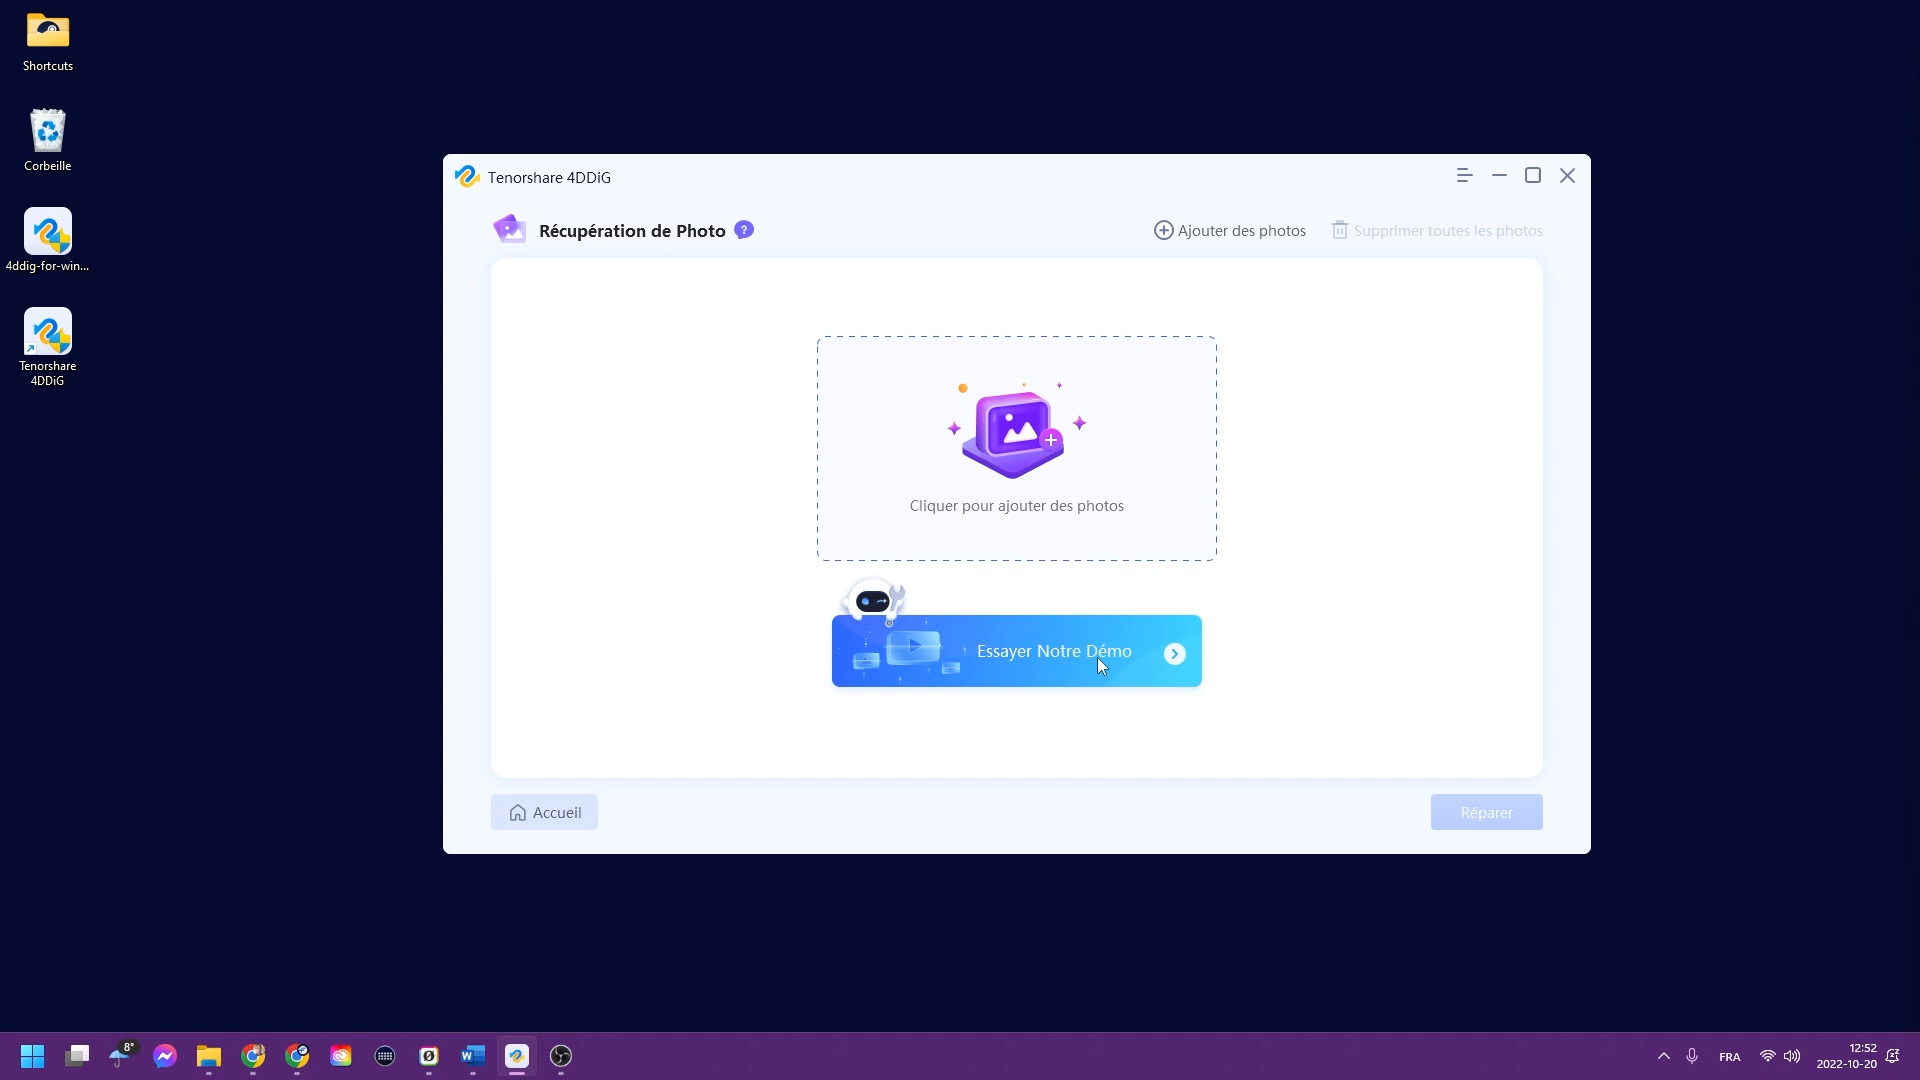 Shortcuts
Corbeille
4ddig-for-win...
Tenorshare
4DDiG
Tenorshare 4DDiG
Récupération de Photo ?
Ajouter des photos
Supprimer toutes les photos
Cliquer pour ajouter des photos
Essayer Notre Démo
Accueil
Réparer
8°
FRA
12:52
2022-10-20